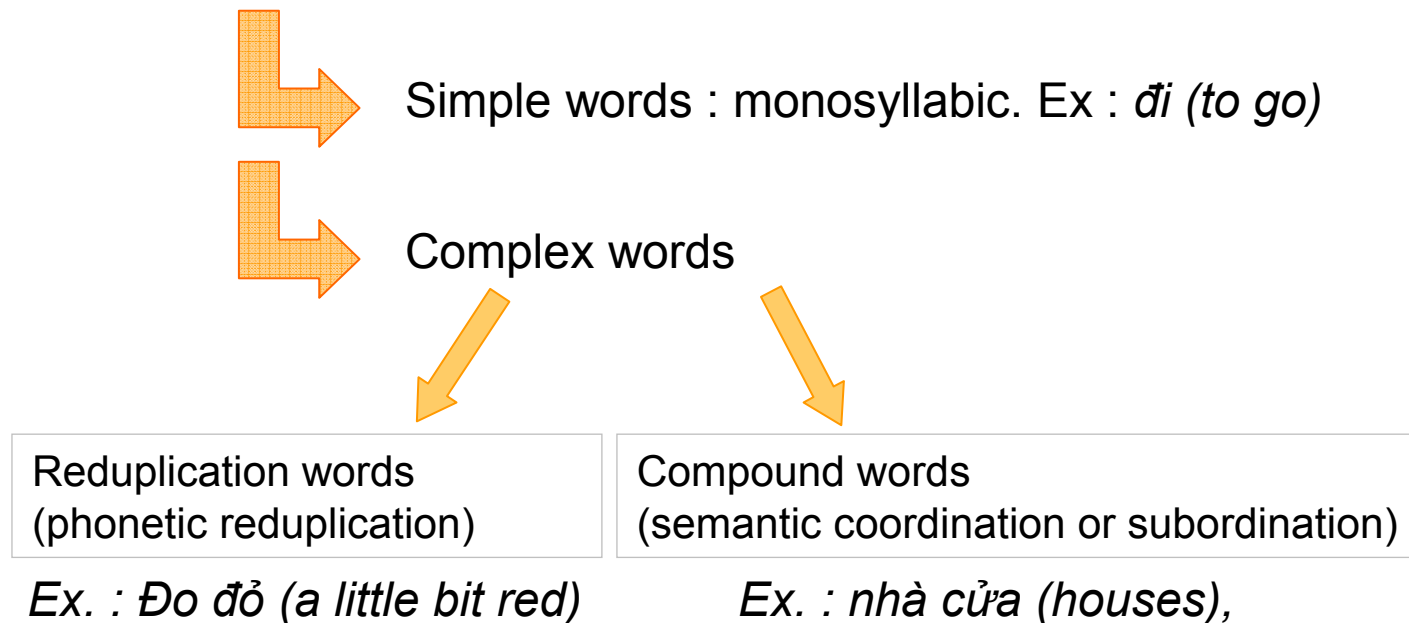 Simple words : monosyllabic. Ex : đi (to go)
Complex words
Reduplication words
(phonetic reduplication)
Compound words
(semantic coordination or subordination)
Ex. : Đo đỏ (a little bit red)
Ex. : nhà cửa (houses),